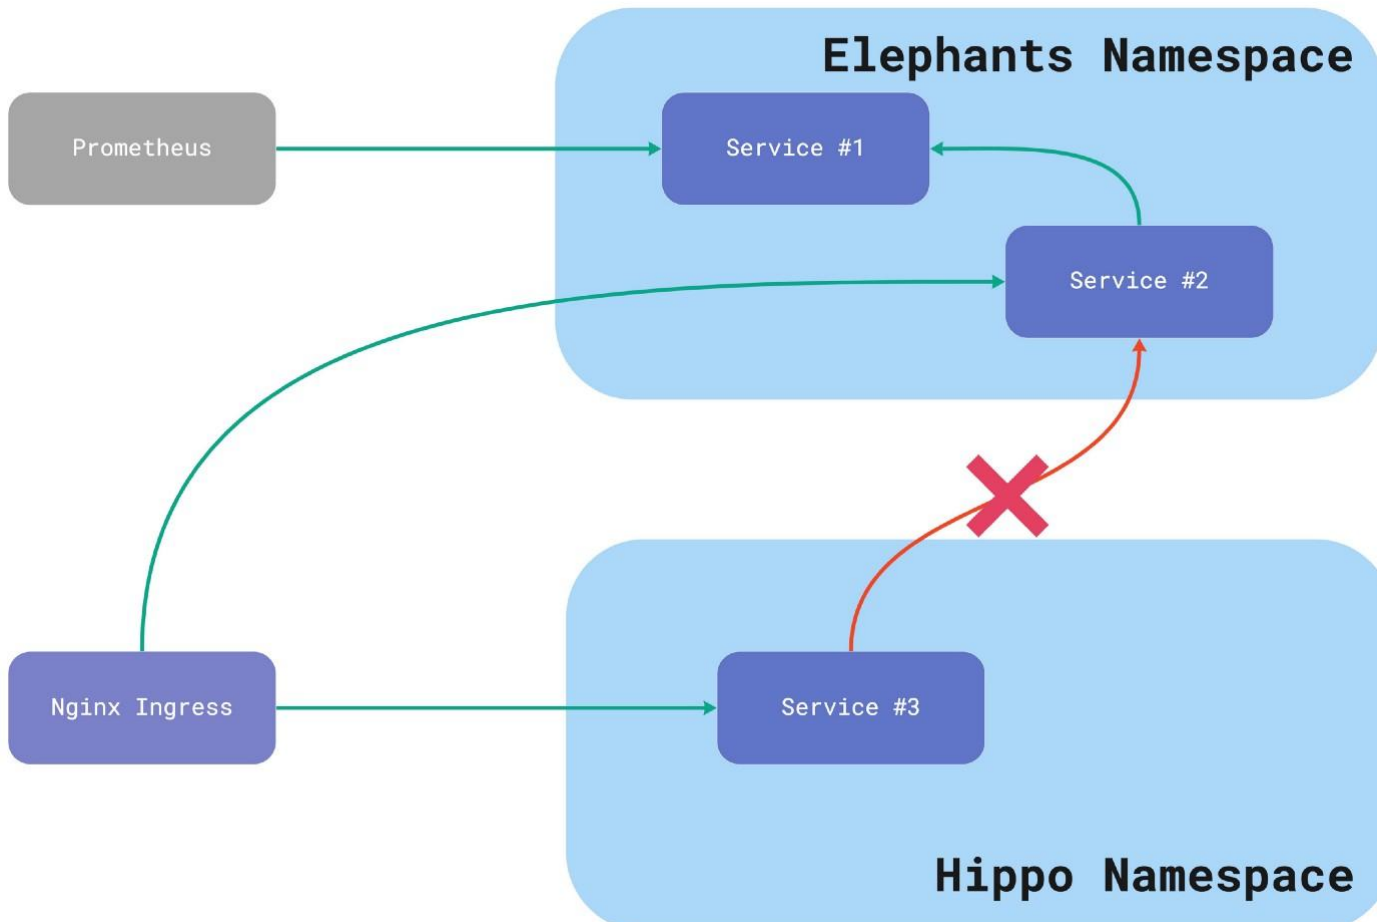 Elephants Namespace
Prometheus
Service #1
Service #2
Nginx Ingress
Service #3
Hippo Namespace